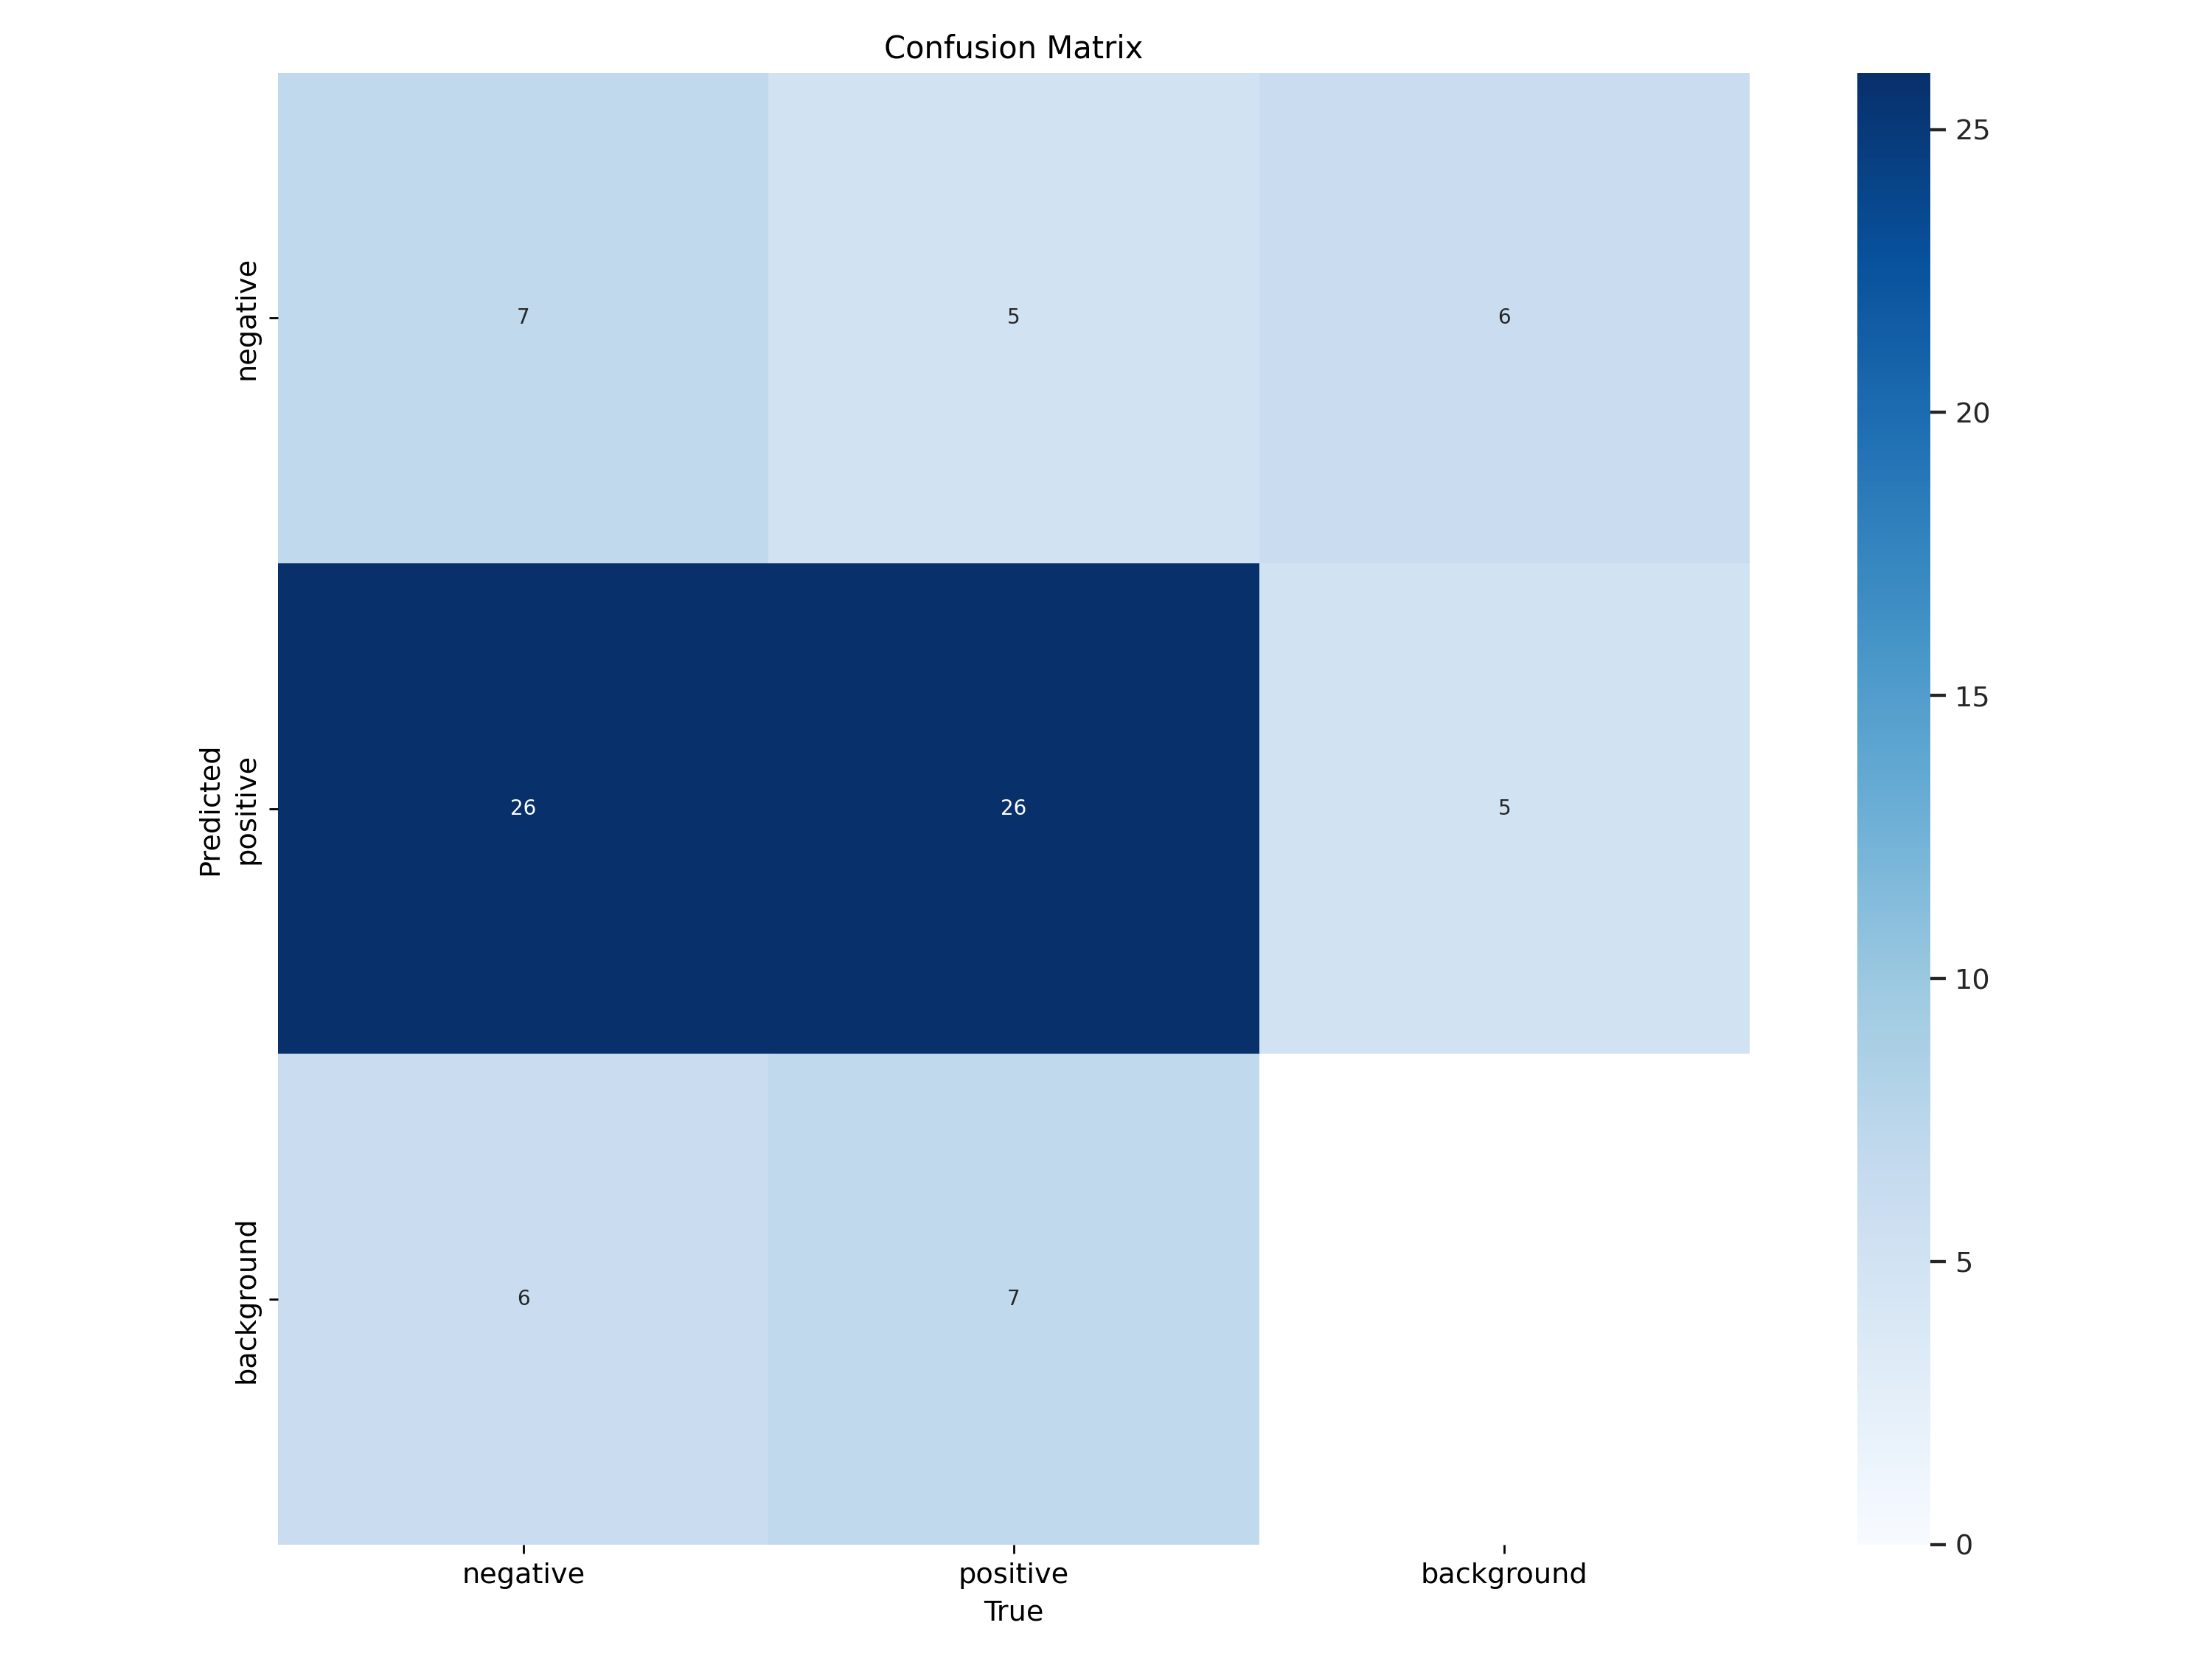 Confusion Matrix
negative
7
5
6
25
20
15
10
5
0
Predicted
positive
26
26
5
background
6
7
negative
positive
background
True